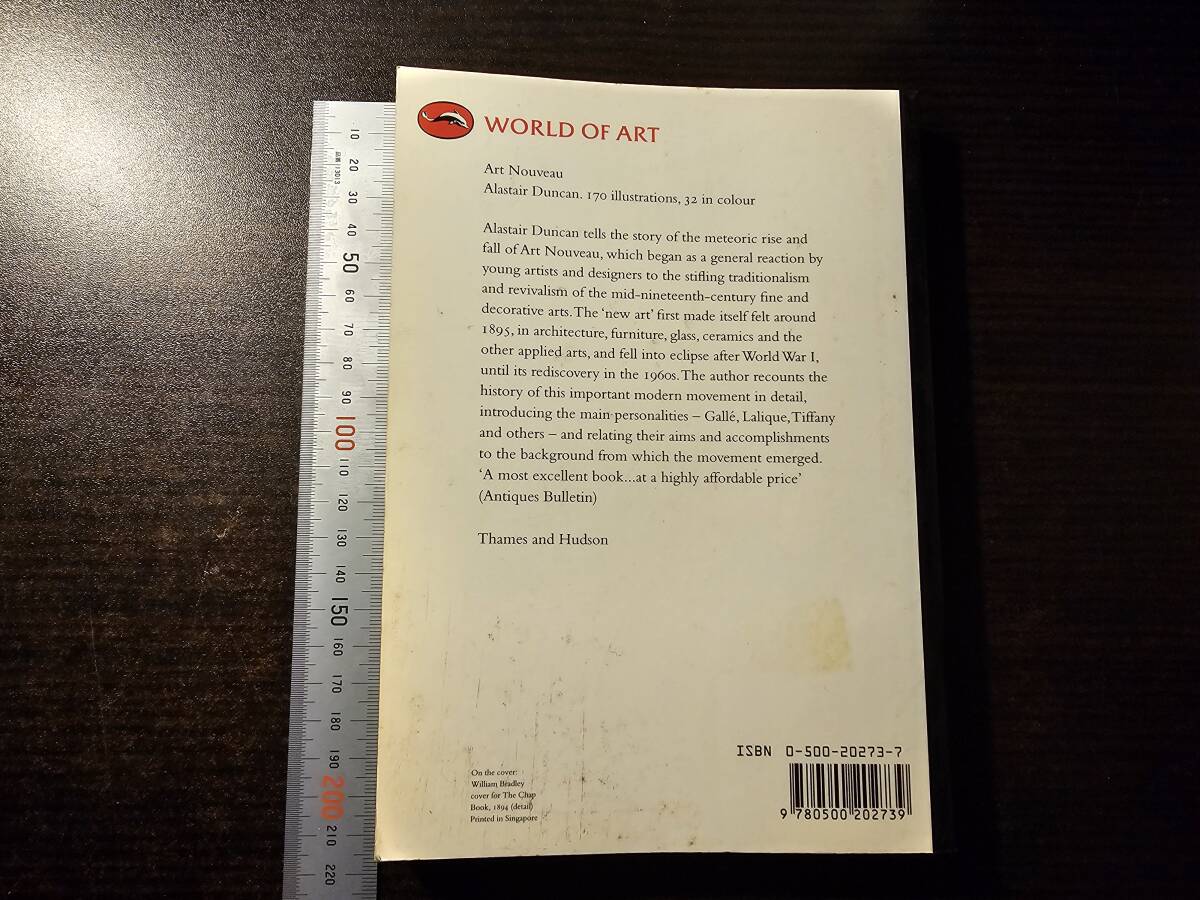 WORLD OF ART
Art Nouveau
Alastair Duncan. 170 illustrations, 32 in colour
Alastair Duncan tells the story of the meteoric rise and
fall of Art Nouveau, which began as a general reaction by
young artists and designers to the stifling traditionalism
and revivalism of the mid-nineteenth-century fine and
decorative arts. The ‘new art’ first made itself felt around
1895, in architecture, furniture, glass, ceramics and the
other applied arts, and fell into eclipse after World War I,
until its rediscovery in the 1960s. The author recounts the
history of this important modern movement in detail,
introducing the main personalities – Gallé, Lalique, Tiffany
and others – and relating their aims and accomplishments
to the background from which the movement emerged.
‘A most excellent book...at a highly affordable price’
(Antiques Bulletin)
Thames and Hudson
On the cover:
William Bradley
cover for The Chap
Book, 1894 (detail)
Printed in Singapore
ISBN 0-500-20273-7
9 780500 202739
10
20
30
40
50
60
70
80
90
100
110
120
130
140
150
160
170
180
190
200
210
220
13013